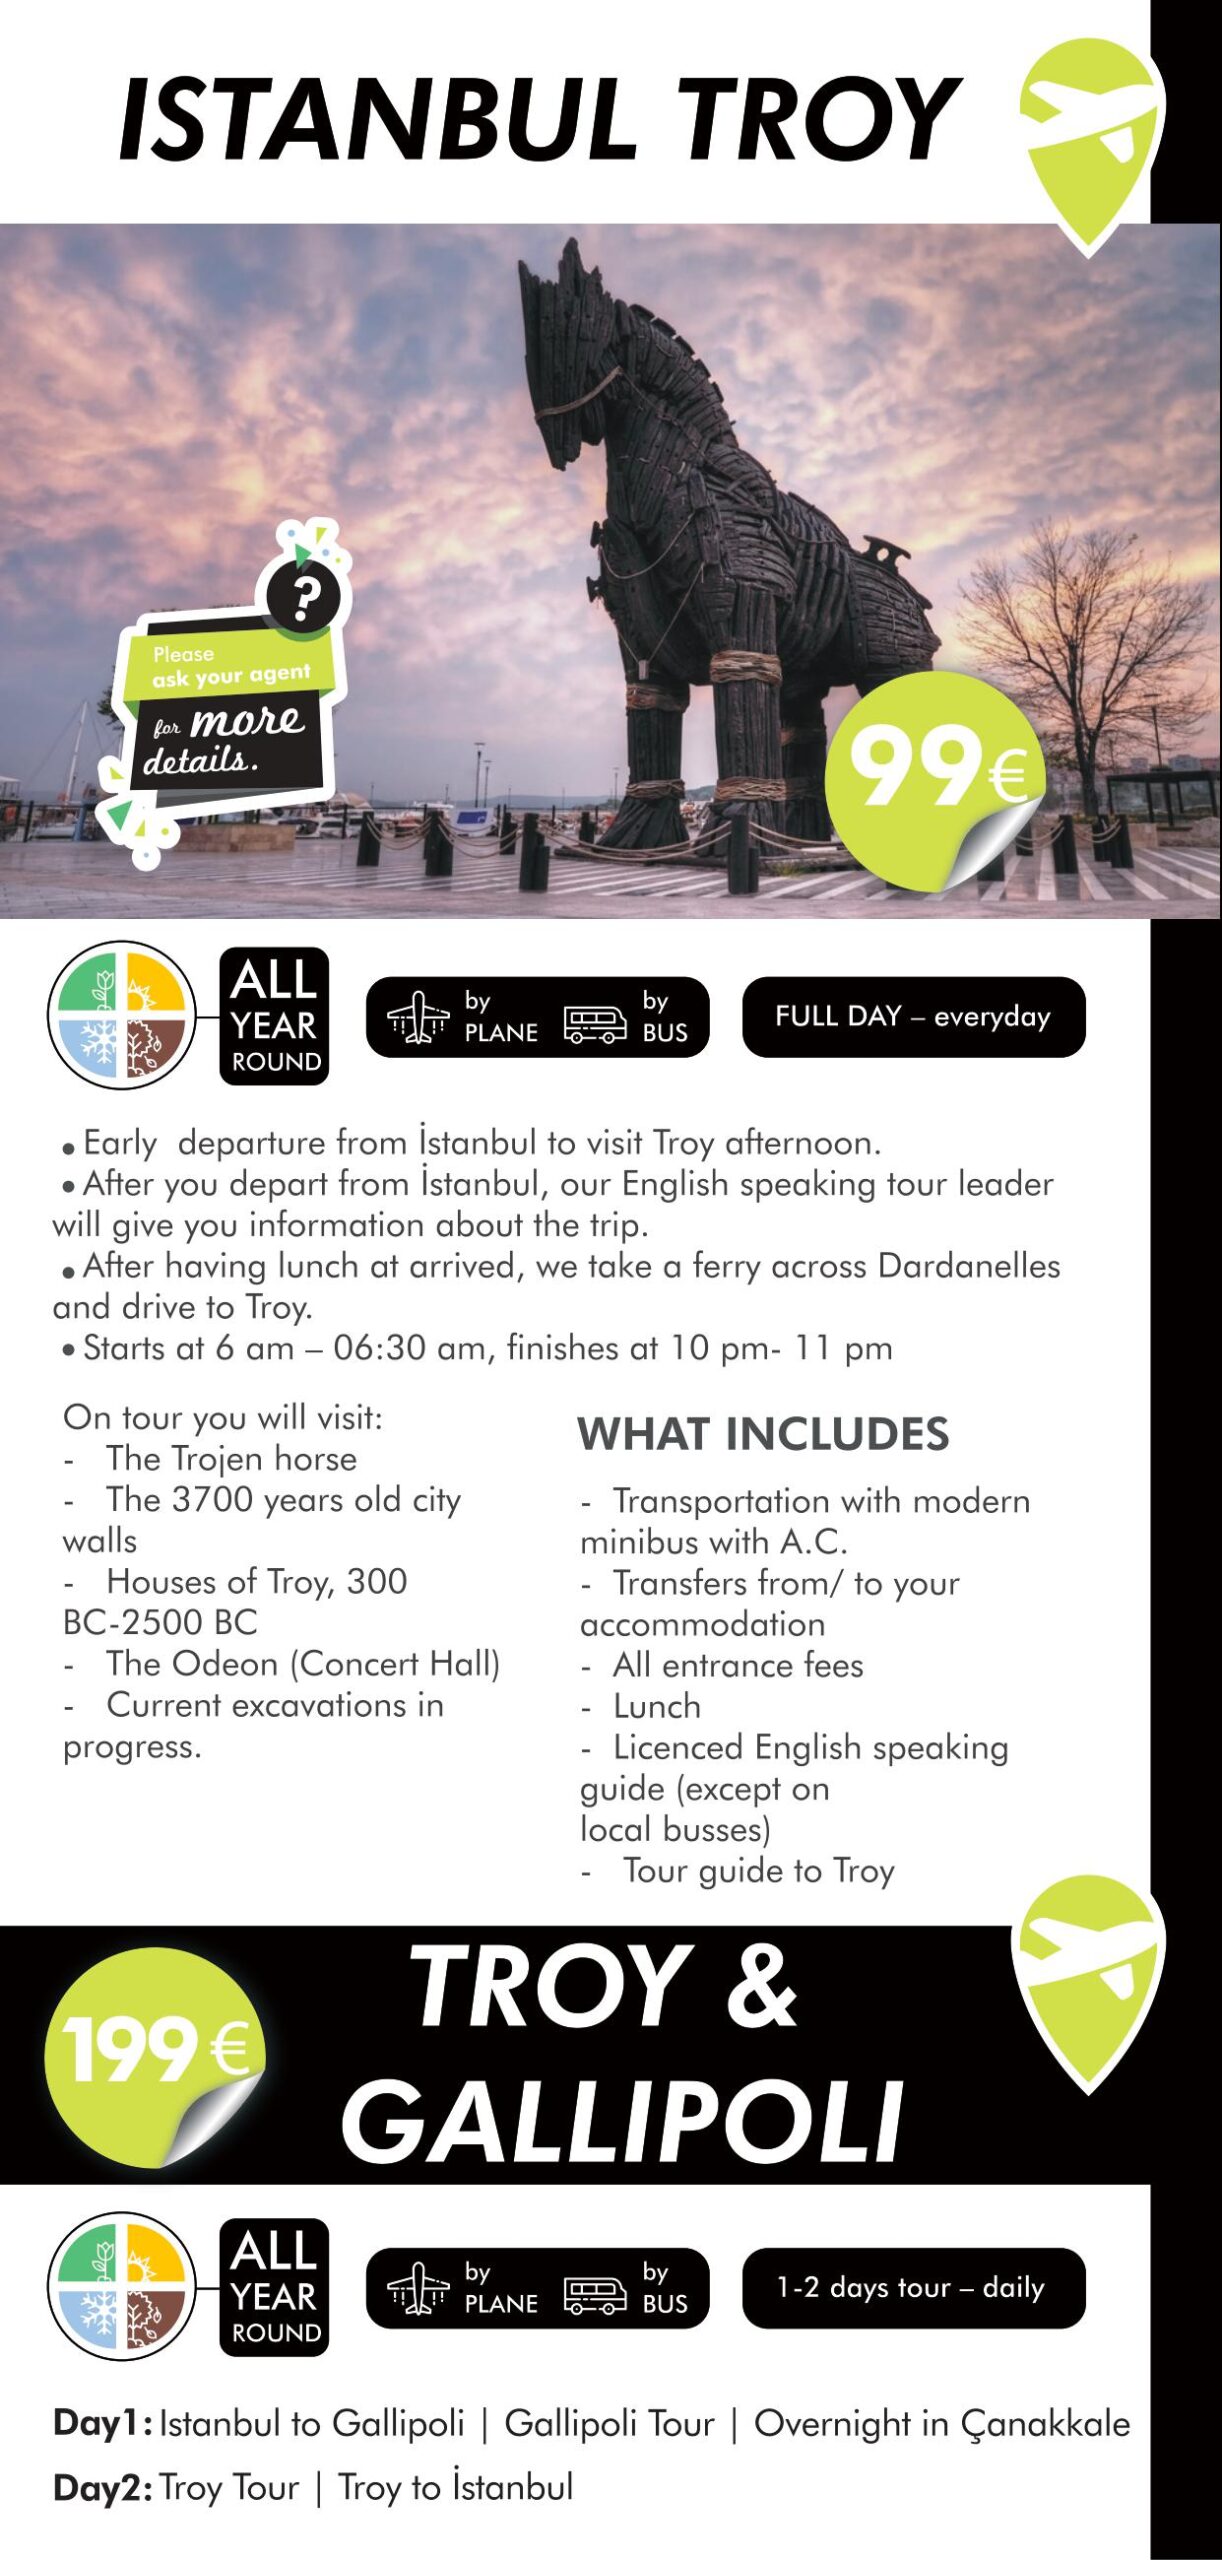 ISTANBUL TROY
?
Please
ask your agent
for more
details.
99€
ALL
YEAR
ROUND
by
PLANE
by
BUS
FULL DAY – everyday
• Early departure from İstanbul to visit Troy afternoon.
• After you depart from İstanbul, our English speaking tour leader
will give you information about the trip.
• After having lunch at arrived, we take a ferry across Dardanelles
and drive to Troy.
• Starts at 6 am – 06:30 am, finishes at 10 pm- 11 pm
On tour you will visit:
- The Trojen horse
- The 3700 years old city
walls
- Houses of Troy, 300
BC-2500 BC
- The Odeon (Concert Hall)
- Current excavations in
progress.
WHAT INCLUDES
- Transportation with modern
minibus with A.C.
- Transfers from/ to your
accommodation
- All entrance fees
- Lunch
- Licenced English speaking
guide (except on
local busses)
- Tour guide to Troy
199€
TROY &
GALLIPOLI
ALL
YEAR
ROUND
by
PLANE
by
BUS
1-2 days tour – daily
Day1: Istanbul to Gallipoli | Gallipoli Tour | Overnight in Çanakkale
Day2: Troy Tour | Troy to İstanbul